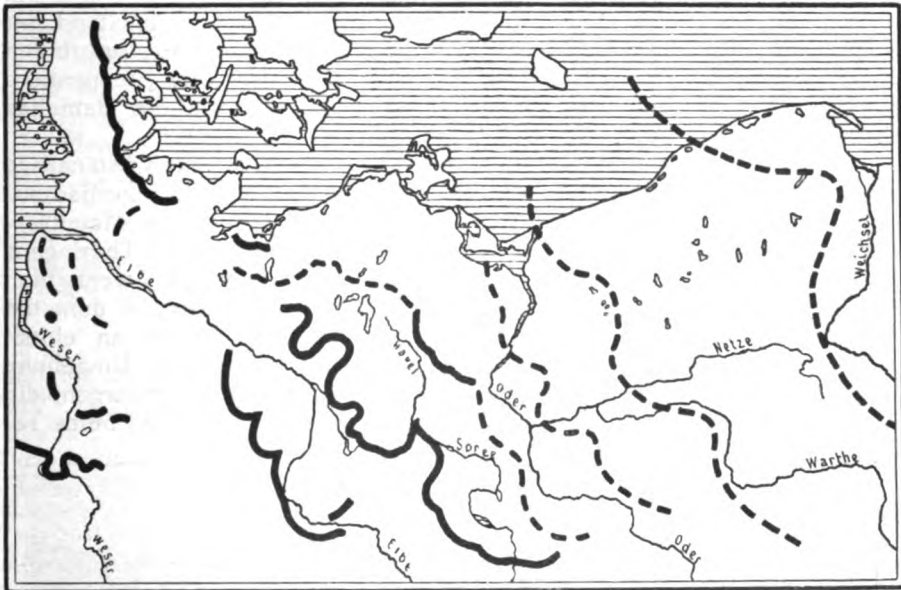 Elbe
Weser
Havel
Oder
Netze
Weichsel
Spree
Warthe
Weser
Elbe
Oder